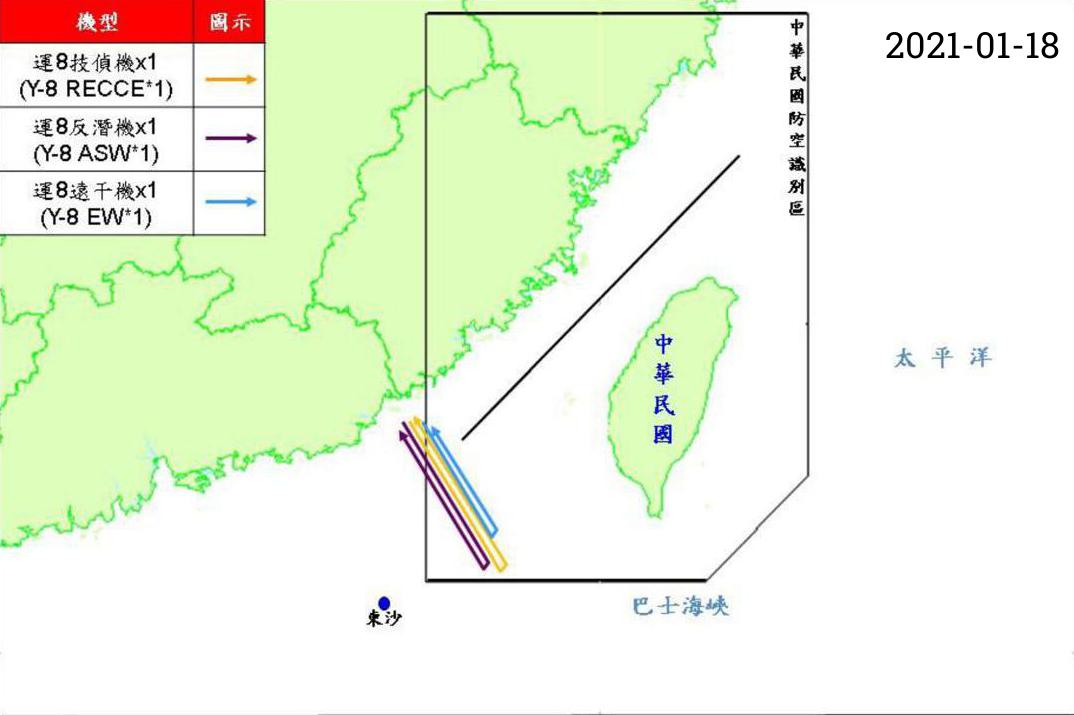 機型 圖示
運8技偵機x1
(Y-8 RECCE*1)
運8反潛機x1
(Y-8 ASW*1)
運8遠干機x1
(Y-8 EW*1)
中華民國防空識別區
2021-01-18
中華民國
太平洋
巴士海峽
東沙